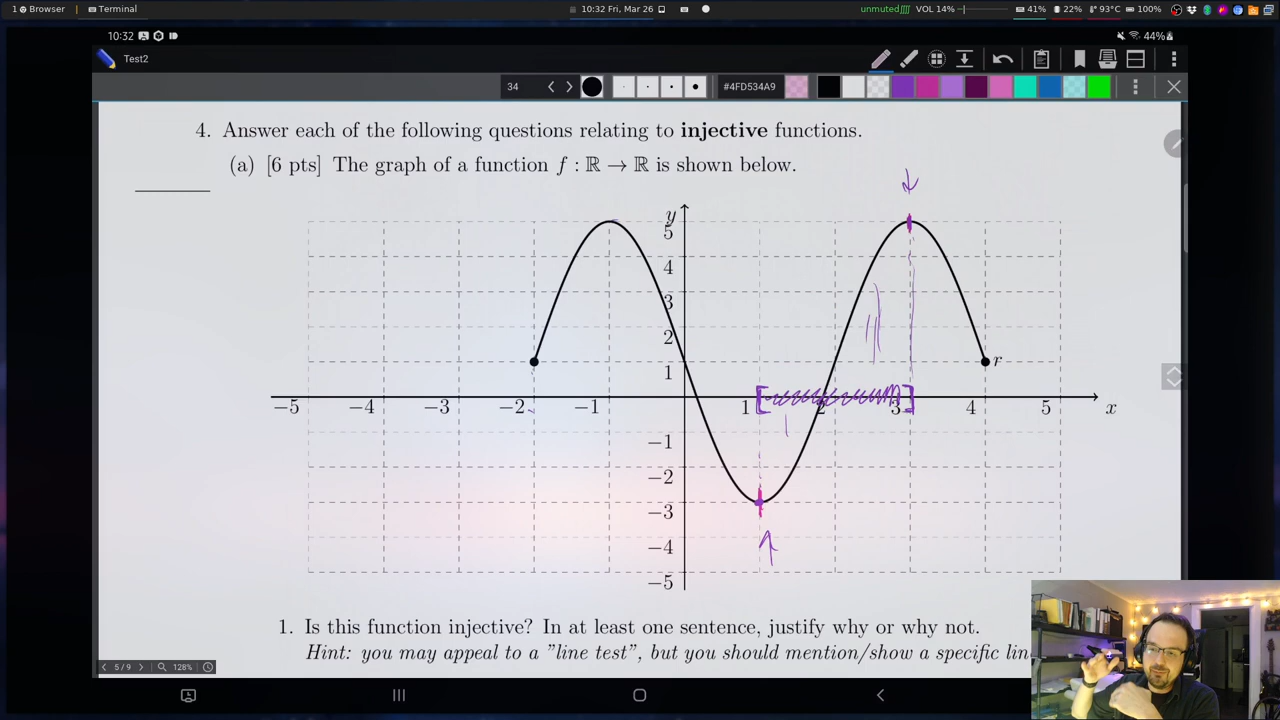 1 Browser Terminal 10:32 Fri, Mar 26 unmuted VOL 14% 41% 22% 93°C 100%
10:32 44%
Test2
34 #4FD534A9
4. Answer each of the following questions relating to injective functions.
(a) [6 pts] The graph of a function f : ℝ → ℝ is shown below.
y
5
4
3
2
1
r
−5 −4 −3 −2 −1 1 2 3 4 5 x
−1
−2
−3
−4
−5
1. Is this function injective? In at least one sentence, justify why or why not.
Hint: you may appeal to a "line test", but you should mention/show a specific lin
5/9 128%